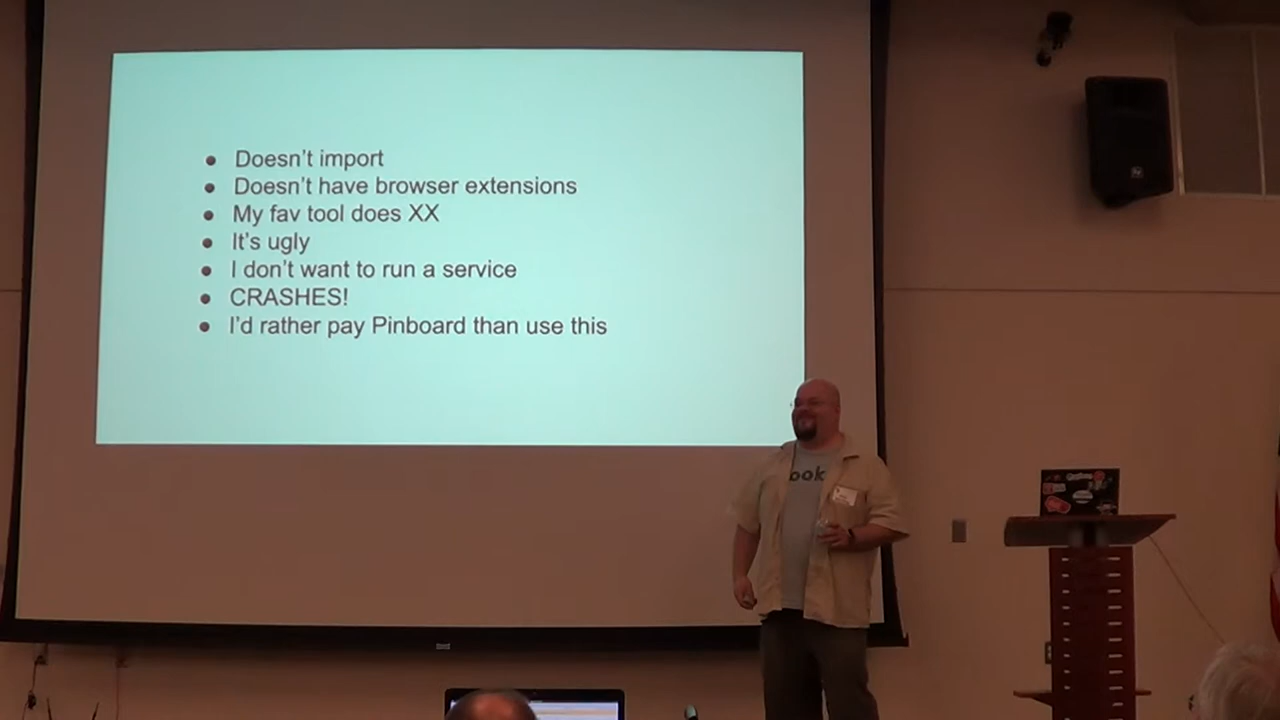 Doesn't import
Doesn't have browser extensions
My fav tool does XX
It's ugly
I don't want to run a service
CRASHES!
I'd rather pay Pinboard than use this
ook